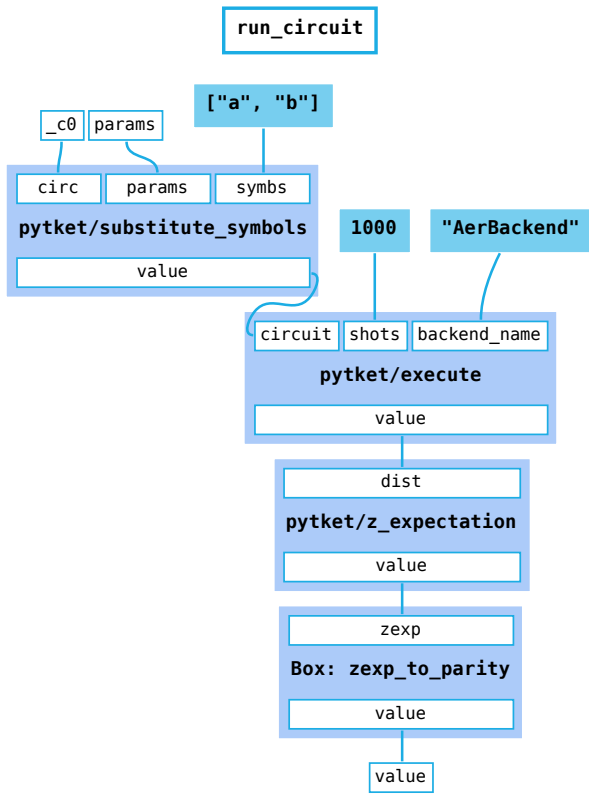 run_circuit
["a", "b"]
_c0 params
circ params symbs
pytket/substitute_symbols
value
1000 "AerBackend"
circuit shots backend_name
pytket/execute
value
dist
pytket/z_expectation
value
zexp
Box: zexp_to_parity
value
value